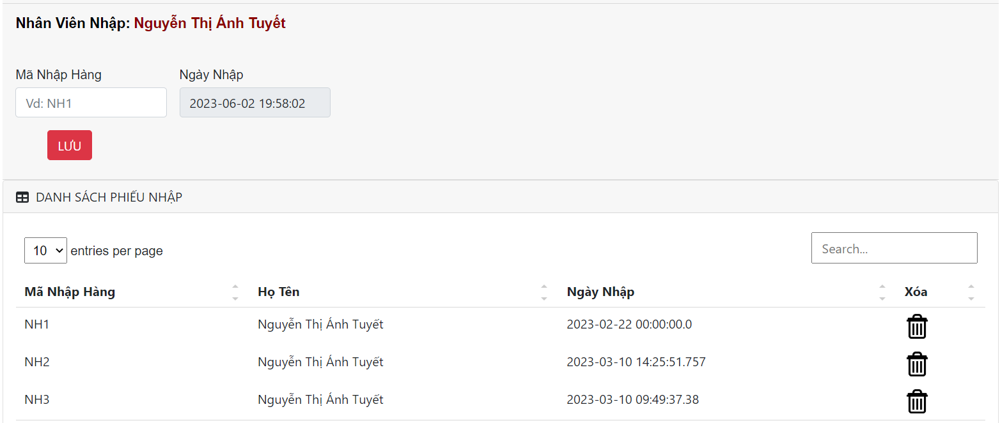 Nhân Viên Nhập: Nguyễn Thị Ánh Tuyết
Mã Nhập Hàng Ngày Nhập
Vd: NH1 2023-06-02 19:58:02
LƯU
DANH SÁCH PHIẾU NHẬP
10 entries per page Search...
Mã Nhập Hàng Họ Tên Ngày Nhập Xóa
NH1 Nguyễn Thị Ánh Tuyết 2023-02-22 00:00:00.0
NH2 Nguyễn Thị Ánh Tuyết 2023-03-10 14:25:51.757
NH3 Nguyễn Thị Ánh Tuyết 2023-03-10 09:49:37.38